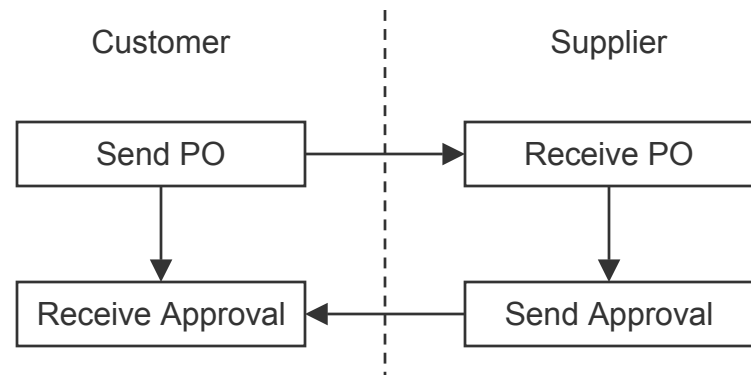 Customer
Supplier
Send PO
Receive PO
Receive Approval
Send Approval